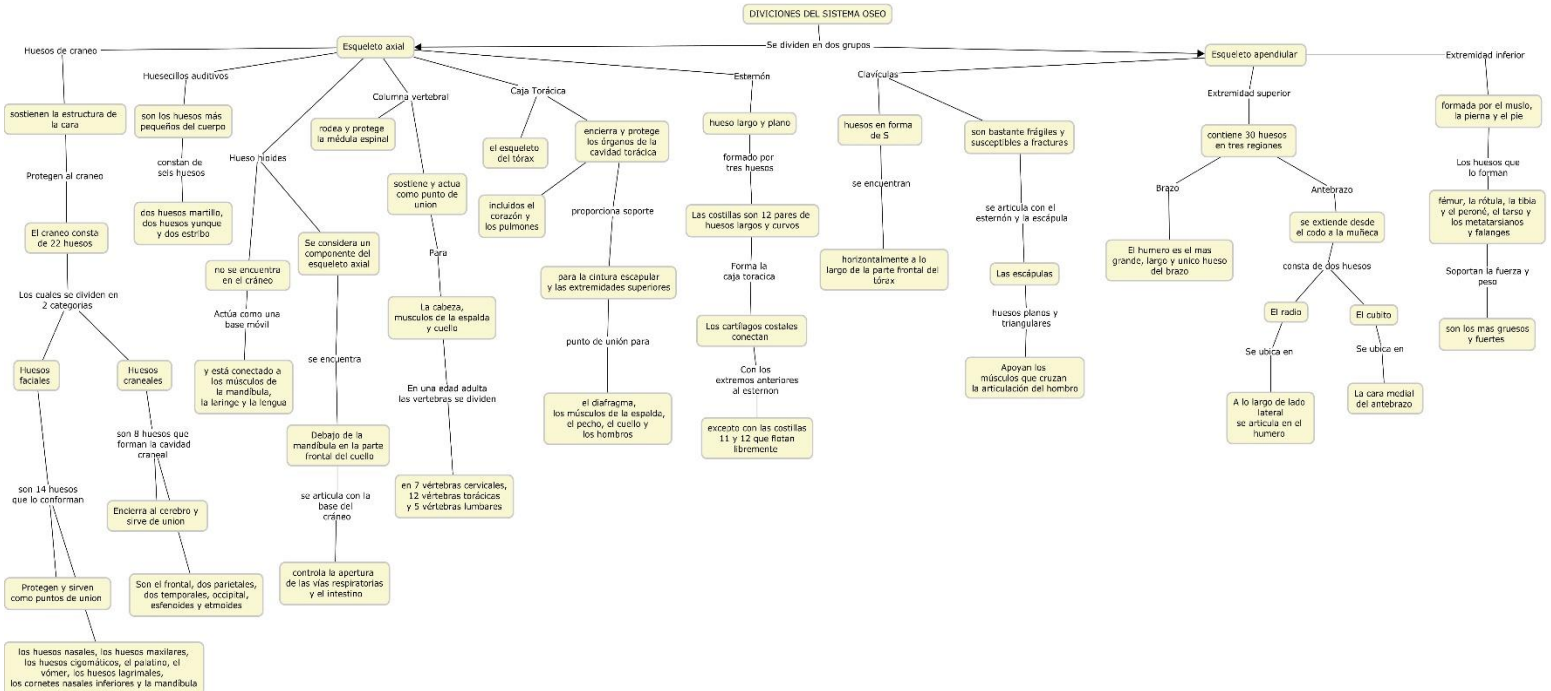 DIVICIONES DEL SISTEMA OSEO
Se dividen en dos grupos
Esqueleto axial
Huesos de craneo
sostienen la estructura de
la cara
Protegen al craneo
El craneo consta
de 22 huesos
Los cuales se dividen en
2 categorias
Huesos
faciales
son 14 huesos
que lo conforman
Protegen y sirven
como puntos de union
los huesos nasales, los huesos maxilares,
los huesos cigomáticos, el palatino, el
vómer, los huesos lagrimales,
los cornetes nasales inferiores y la mandíbula
Huesos
craneales
son 8 huesos que
forman la cavidad
craneal
Encierra al cerebro y
sirve de union
Son el frontal, dos parietales,
dos temporales, occipital,
esfenoides y etmoides
Huesecillos auditivos
son los huesos más
pequeños del cuerpo
constan de
seis huesos
dos huesos martillo,
dos huesos yunque
y dos estribo
Hueso hioides
no se encuentra
en el cráneo
Actúa como una
base móvil
y está conectado a
los músculos de
la mandíbula,
la laringe y la lengua
Se considera un
componente del
esqueleto axial
se encuentra
Debajo de la
mandíbula en la parte
frontal del cuello
se articula con la
base del
cráneo
controla la apertura
de las vías respiratorias
y el intestino
Columna vertebral
rodea y protege
la médula espinal
sostiene y actua
como punto de
union
Para
La cabeza,
musculos de la espalda
y cuello
En una edad adulta
las vertebras se dividen
en 7 vértebras cervicales,
12 vértebras torácicas
y 5 vértebras lumbares
Caja Torácica
el esqueleto
del tórax
encierra y protege
los órganos de la
cavidad torácica
incluidos el
corazón y
los pulmones
proporciona soporte
para la cintura escapular
y las extremidades superiores
punto de unión para
el diafragma,
los músculos de la espalda,
el pecho, el cuello y
los hombros
Esternón
hueso largo y plano
formado por
tres huesos
Las costillas son 12 pares de
huesos largos y curvos
Forma la
caja toracica
Los cartílagos costales
conectan
Con los
extremos anteriores
al esternon
excepto con las costillas
11 y 12 que flotan
libremente
Esqueleto apendiular
Clavículas
huesos en forma
de S
se encuentran
horizontalmente a lo
largo de la parte frontal del
tórax
son bastante frágiles y
susceptibles a fracturas
se articula con el
esternón y la escápula
Las escápulas
huesos planos y
triangulares
Apoyan los
músculos que cruzan
la articulación del hombro
Extremidad superior
contiene 30 huesos
en tres regiones
Brazo
El humero es el mas
grande, largo y unico hueso
del brazo
Antebrazo
se extiende desde
el codo a la muñeca
consta de dos huesos
El radio
Se ubica en
A lo largo de lado
lateral
se articula en el
humero
El cubito
Se ubica en
La cara medial
del antebrazo
Extremidad inferior
formada por el muslo,
la pierna y el pie
Los huesos que
lo forman
fémur, la rótula, la tibia
y el peroné, el tarso y
los metatarsianos
y falanges
Soportan la fuerza y
peso
son los mas gruesos
y fuertes